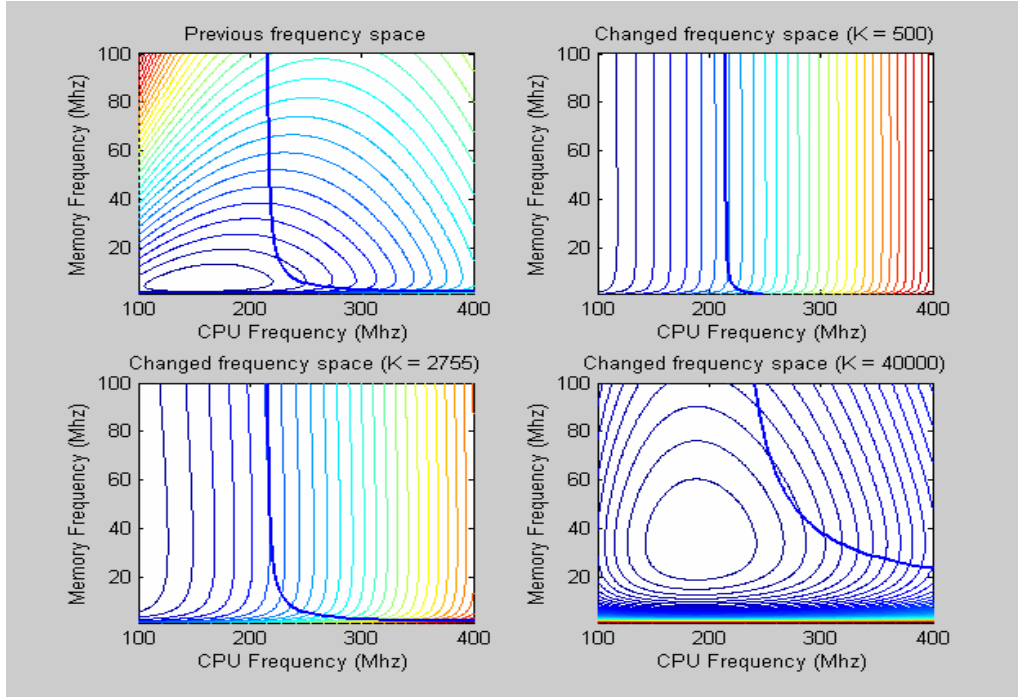 Previous frequency space
Changed frequency space (K = 500)
Memory Frequency (Mhz)
100
80
60
40
20
100 200 300 400
CPU Frequency (Mhz)
Memory Frequency (Mhz)
100
80
60
40
20
100 200 300 400
CPU Frequency (Mhz)
Changed frequency space (K = 2755)
Changed frequency space (K = 40000)
Memory Frequency (Mhz)
100
80
60
40
20
100 200 300 400
CPU Frequency (Mhz)
Memory Frequency (Mhz)
100
80
60
40
20
100 200 300 400
CPU Frequency (Mhz)